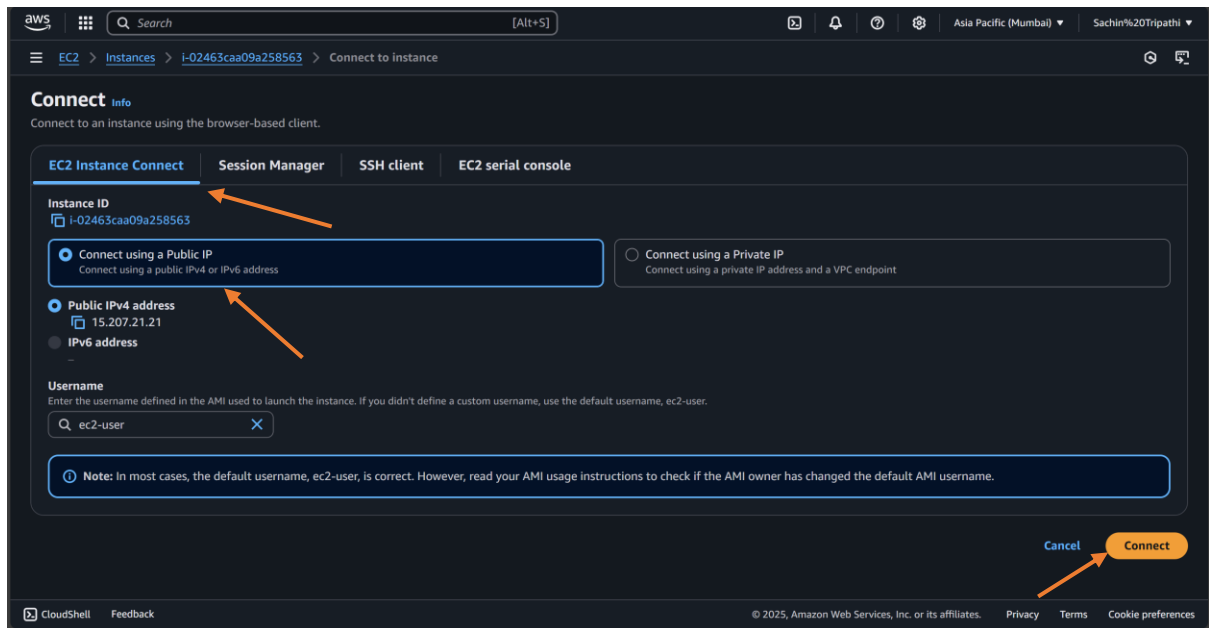 aws Search [Alt+S] Asia Pacific (Mumbai) Sachin%20Tripathi
EC2 > Instances > i-02463caa09a258563 > Connect to instance
Connect Info
Connect to an instance using the browser-based client.
EC2 Instance Connect Session Manager SSH client EC2 serial console
Instance ID
i-02463caa09a258563
Connect using a Public IP Connect using a Private IP
Connect using a public IPv4 or IPv6 address Connect using a private IP address and a VPC endpoint
Public IPv4 address
15.207.21.21
IPv6 address
–
Username
Enter the username defined in the AMI used to launch the instance. If you didn't define a custom username, use the default username, ec2-user.
ec2-user
Note: In most cases, the default username, ec2-user, is correct. However, read your AMI usage instructions to check if the AMI owner has changed the default AMI username.
Cancel Connect
CloudShell Feedback © 2025, Amazon Web Services, Inc. or its affiliates. Privacy Terms Cookie preferences